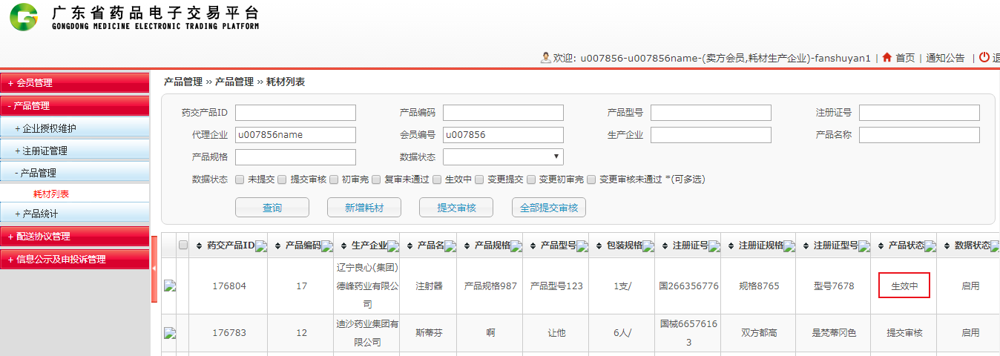 广东省药品电子交易平台
GONGDONG MEDICINE ELECTRONIC TRADING PLATFORM
欢迎: u007856-u007856name-(卖方会员,耗材生产企业)-fanshuyan1 | 首页 | 通知公告 | 退
+ 会员管理
- 产品管理
+ 企业授权维护
+ 注册证管理
- 产品管理
耗材列表
+ 产品统计
+ 配送协议管理
+ 信息公示及申投诉管理
产品管理 » 产品管理 » 耗材列表
药交产品ID 产品编码 产品型号 注册证号
代理企业 u007856name 会员编号 u007856 生产企业 产品名称
产品规格 数据状态
数据状态 未提交 提交审核 初审完 复审未通过 生效中 变更提交 变更初审完 变更审核未通过 *(可多选)
查询 新增耗材 提交审核 全部提交审核
药交产品ID 产品编码 生产企业 产品名 产品规格 产品型号 包装规格 注册证号 注册证规格 注册证型号 产品状态 数据状态
176804 17 辽宁良心(集团)德峰药业有限公司 注射器 产品规格987 产品型号123 1支/ 国266356776 规格8765 型号7678 生效中 启用
176783 12 迪沙药业集团有限公司 斯蒂芬 啊 让他 6人/ 国械66576163 双方都高 是梵蒂冈色 提交审核 启用